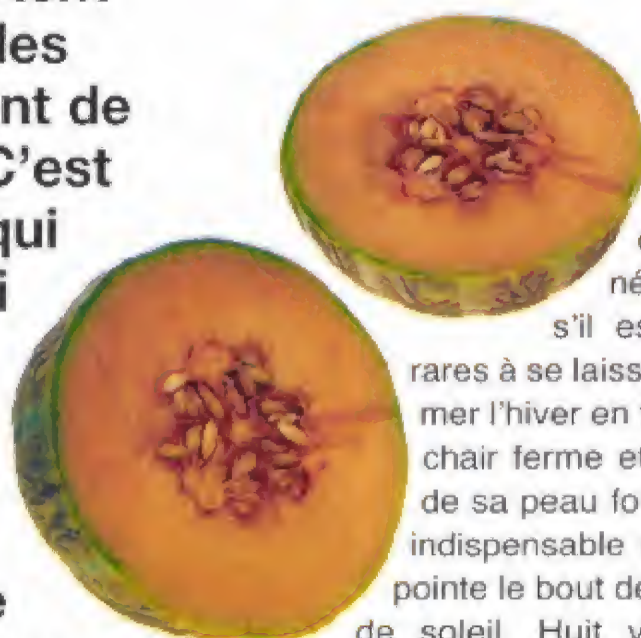 les
nt de
C'est
qui
i
e
né
s'il es
rares à se laiss
mer l'hiver en
chair ferme et
de sa peau fo
indispensable
pointe le bout de
de soleil. Huit v